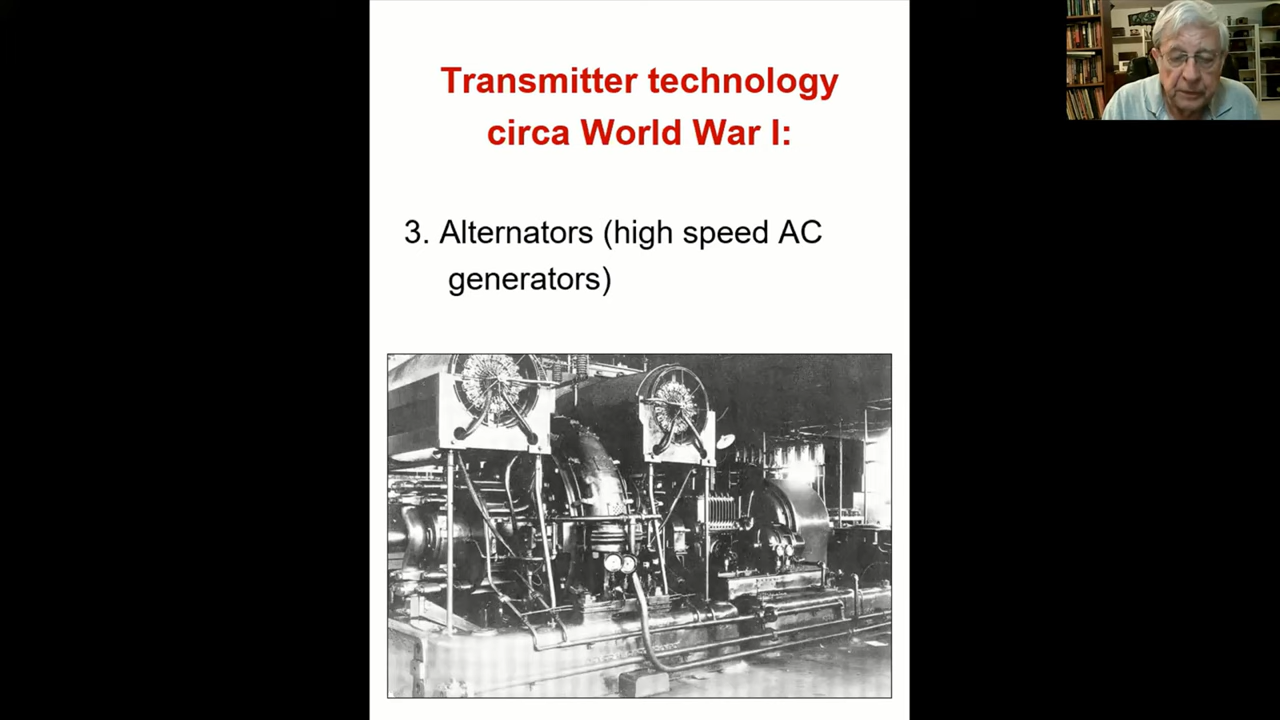 Transmitter technology
circa World War I:
3. Alternators (high speed AC
generators)